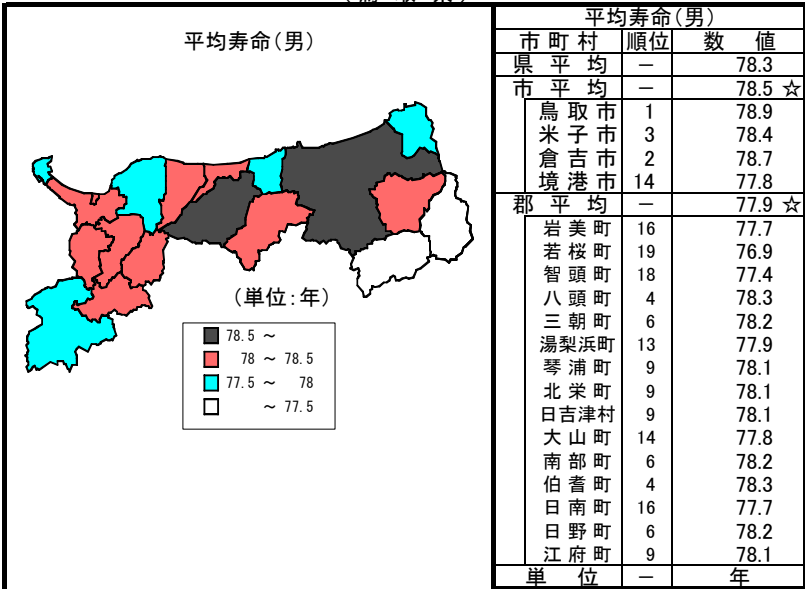 平均寿命(男)
(単位:年)
78.5 ~
78 ~ 78.5
77.5 ~ 78
~ 77.5
平均寿命(男)
市町村 順位 数値
県平均 － 78.3
市平均 － 78.5 ☆
鳥取市 1 78.9
米子市 3 78.4
倉吉市 2 78.7
境港市 14 77.8
郡平均 － 77.9 ☆
岩美町 16 77.7
若桜町 19 76.9
智頭町 18 77.4
八頭町 4 78.3
三朝町 6 78.2
湯梨浜町 13 77.9
琴浦町 9 78.1
北栄町 9 78.1
日吉津村 9 78.1
大山町 14 77.8
南部町 6 78.2
伯耆町 4 78.3
日南町 16 77.7
日野町 6 78.2
江府町 9 78.1
単位 － 年